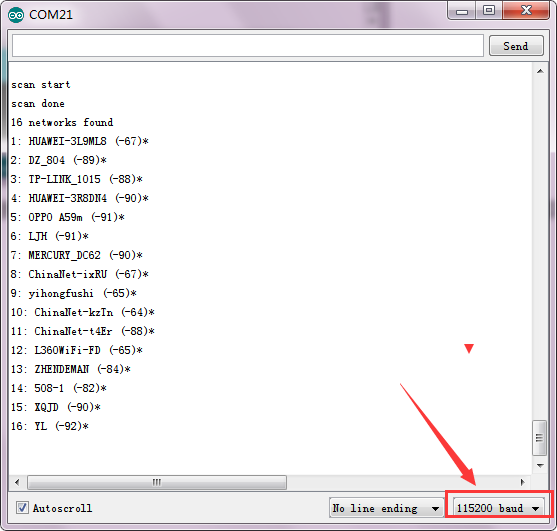 COM21
Send
scan start
scan done
16 networks found
1: HUAWEI-3L9ML8 (-67)*
2: DZ_804 (-89)*
3: TP-LINK_1015 (-88)*
4: HUAWEI-3R8DN4 (-90)*
5: OPPO A59m (-91)*
6: LJH (-91)*
7: MERCURY_DC62 (-90)*
8: ChinaNet-ixRU (-67)*
9: yihongfushi (-65)*
10: ChinaNet-kzTn (-64)*
11: ChinaNet-t4Er (-88)*
12: L360WiFi-FD (-65)*
13: ZHENDEMAN (-84)*
14: 508-1 (-82)*
15: XQJD (-90)*
16: YL (-92)*
Autoscroll
No line ending
115200 baud